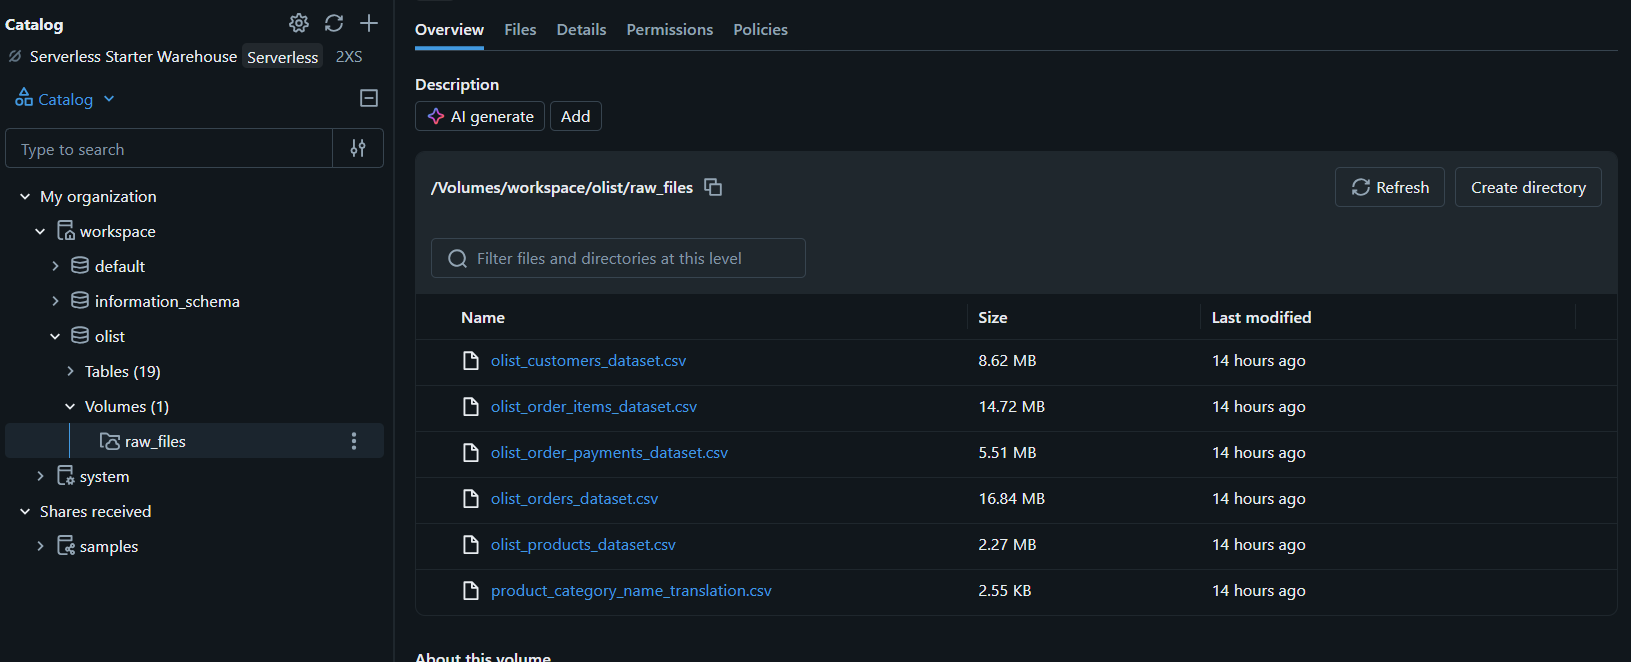 Catalog
Serverless Starter Warehouse Serverless 2XS
Catalog
Type to search
My organization
workspace
default
information_schema
olist
Tables (19)
Volumes (1)
raw_files
system
Shares received
samples
Overview Files Details Permissions Policies
Description
AI generate Add
/Volumes/workspace/olist/raw_files Refresh Create directory
Filter files and directories at this level
Name Size Last modified
olist_customers_dataset.csv 8.62 MB 14 hours ago
olist_order_items_dataset.csv 14.72 MB 14 hours ago
olist_order_payments_dataset.csv 5.51 MB 14 hours ago
olist_orders_dataset.csv 16.84 MB 14 hours ago
olist_products_dataset.csv 2.27 MB 14 hours ago
product_category_name_translation.csv 2.55 KB 14 hours ago
About this volume